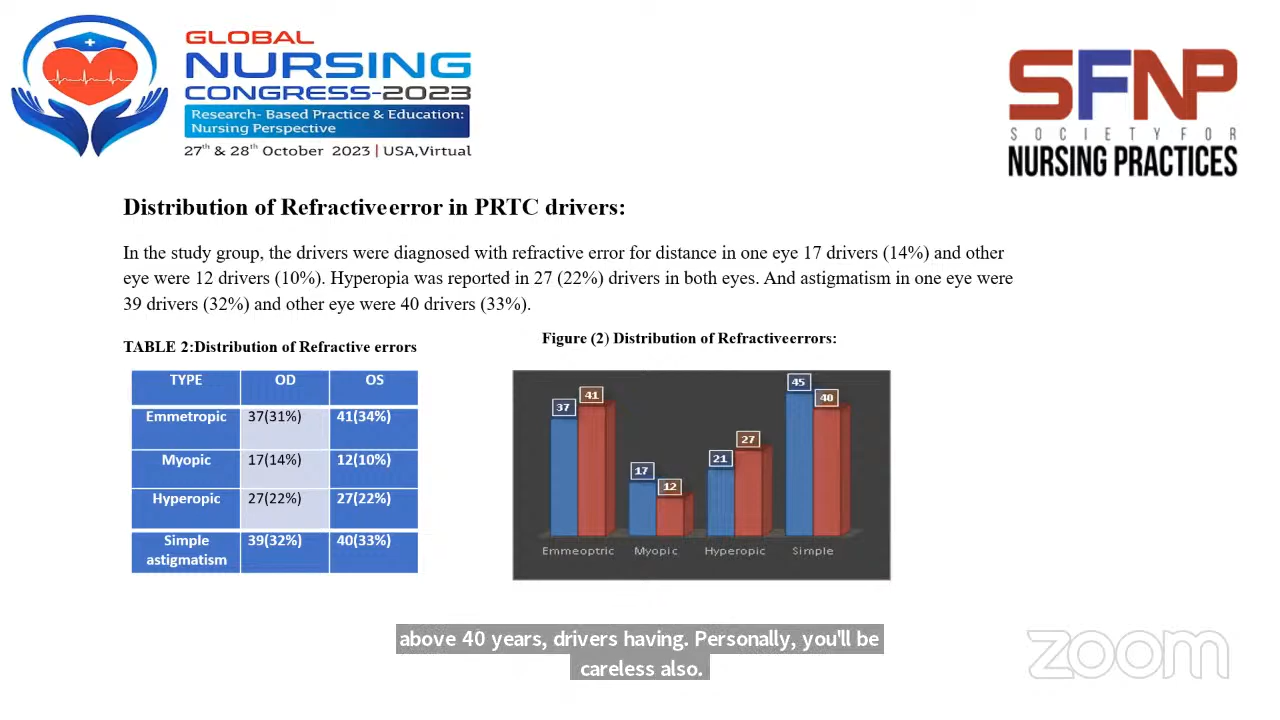 GLOBAL
NURSING
CONGRESS-2023
Research- Based Practice & Education:
Nursing Perspective
27th & 28th October 2023 | USA,Virtual
SFNP
SOCIETY FOR
NURSING PRACTICES
Distribution of Refractiveerror in PRTC drivers:
In the study group, the drivers were diagnosed with refractive error for distance in one eye 17 drivers (14%) and other
eye were 12 drivers (10%). Hyperopia was reported in 27 (22%) drivers in both eyes. And astigmatism in one eye were
39 drivers (32%) and other eye were 40 drivers (33%).
TABLE 2:Distribution of Refractive errors
TYPE OD OS
Emmetropic 37(31%) 41(34%)
Myopic 17(14%) 12(10%)
Hyperopic 27(22%) 27(22%)
Simple
astigmatism 39(32%) 40(33%)
Figure (2) Distribution of Refractiveerrors:
37 41 17 12 21 27 45 40
Emmeoptric Myopic Hyperopic Simple
above 40 years, drivers having. Personally, you'll be
careless also.
zoom